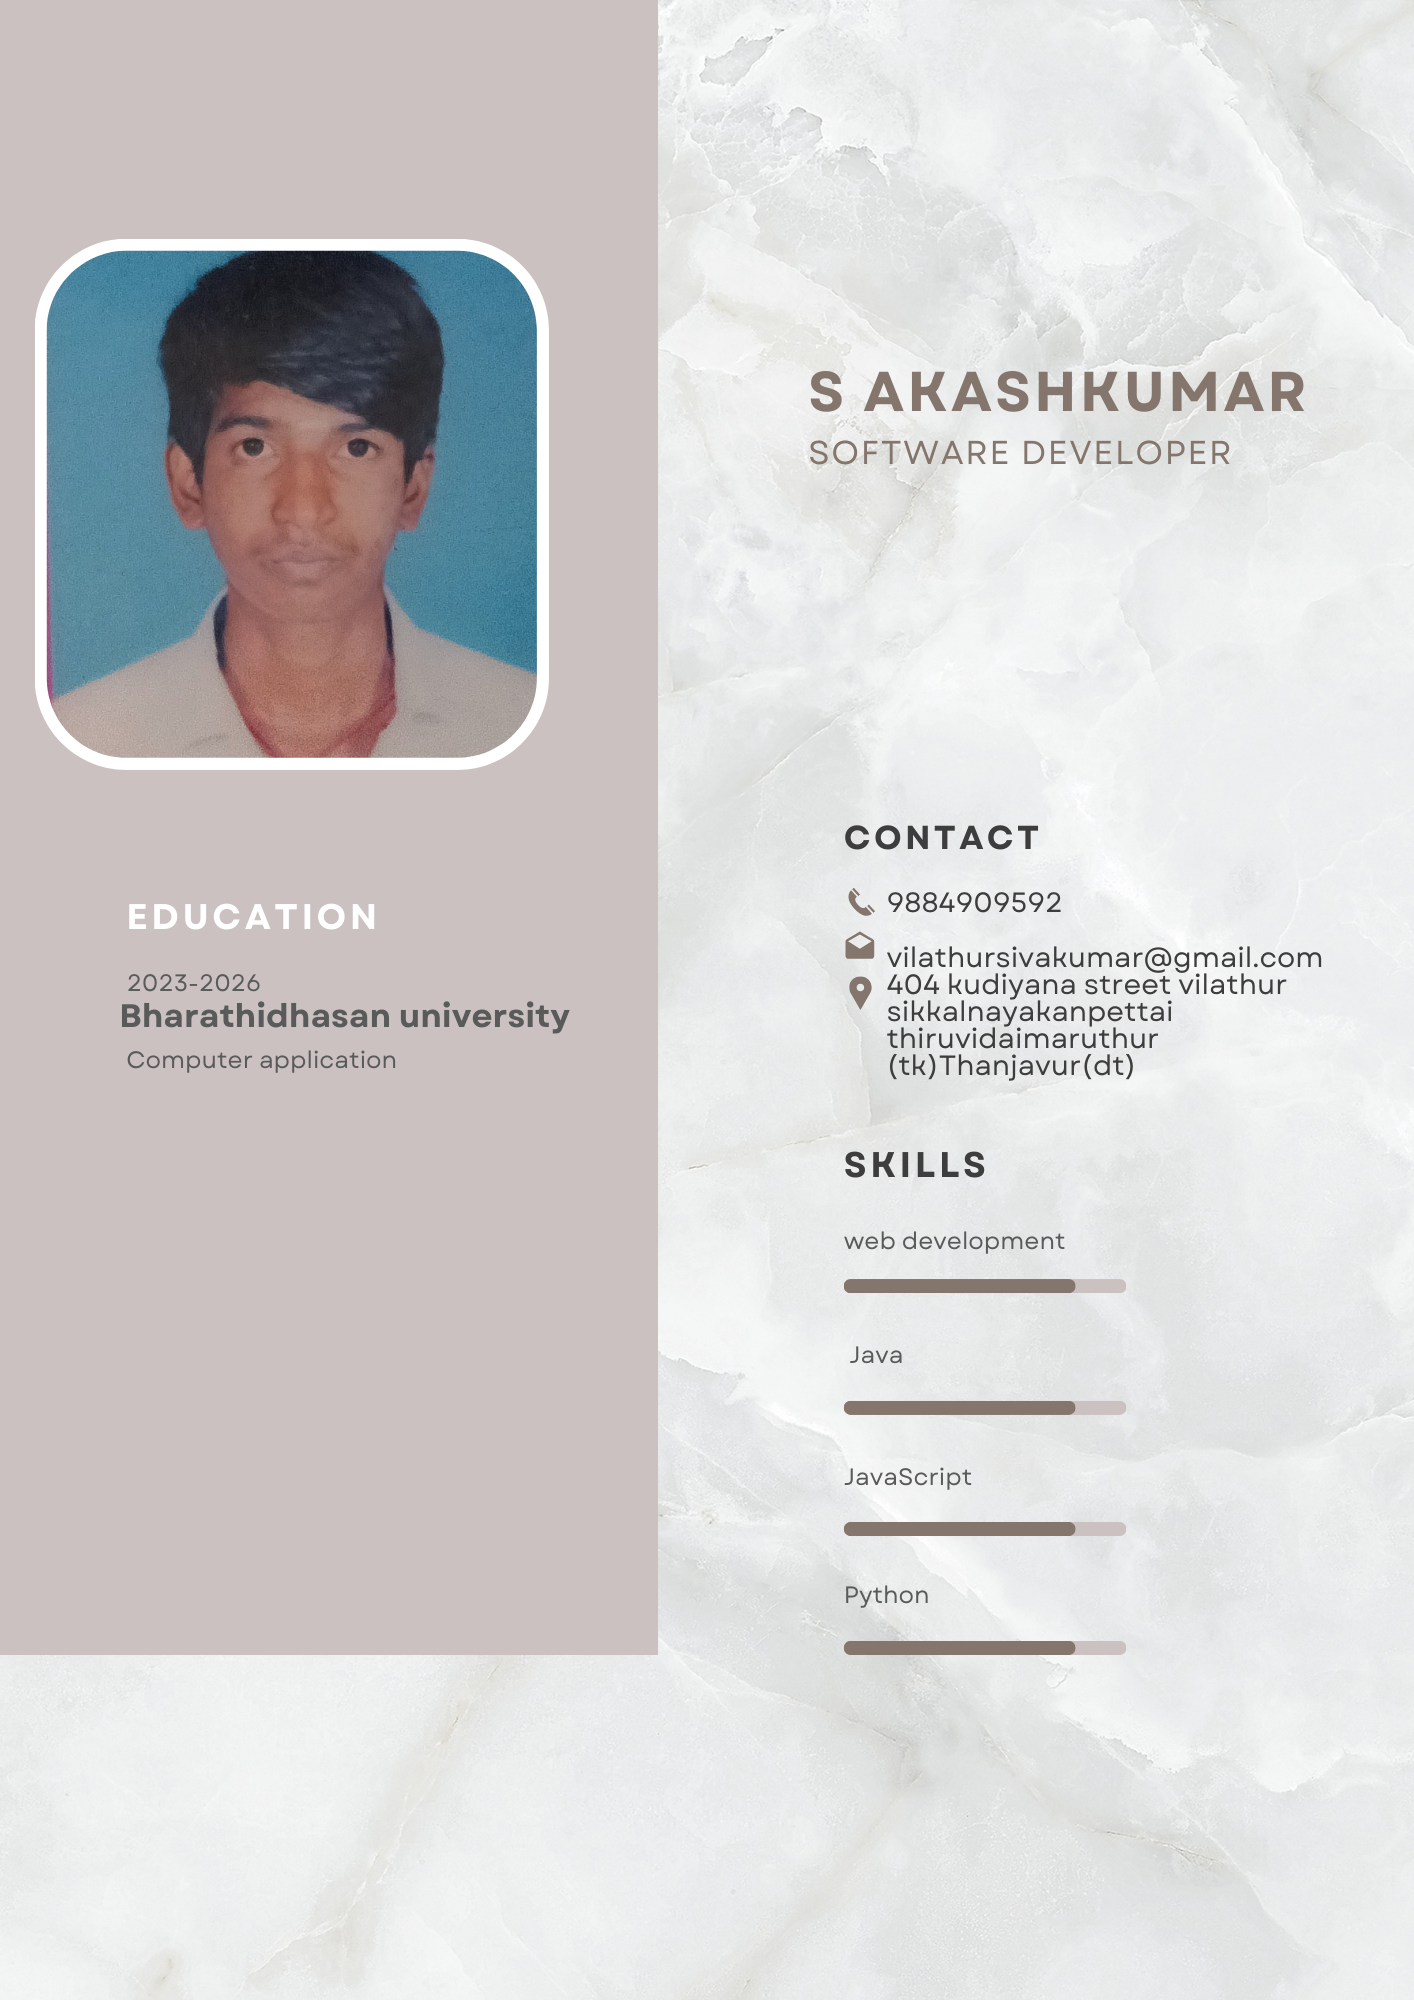 S AKASHKUMAR
SOFTWARE DEVELOPER
EDUCATION
2023-2026
Bharathidhasan university
Computer application
CONTACT
9884909592
vilathursivakumar@gmail.com
404 kudiyana street vilathur
sikkalnayakanpettai
thiruvidaimaruthur
(tk)Thanjavur(dt)
SKILLS
web development
Java
JavaScript
Python